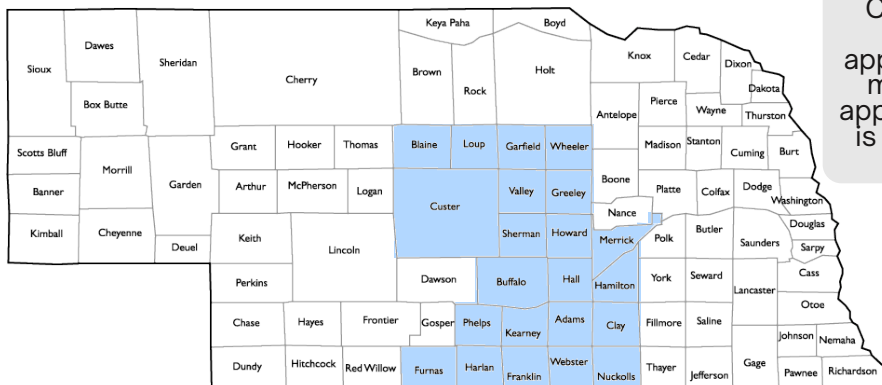 Keya Paha
Boyd
C
Sioux
Dawes
Sheridan
Cherry
Brown
Rock
Holt
Knox
Cedar
Dixon
app
Dakota
m
Box Butte
Antelope
Pierce
Wayne
Thurston
app
is
Scotts Bluff
Morrill
Grant
Hooker
Thomas
Blaine
Loup
Garfield
Wheeler
Madison
Stanton
Cuming
Burt
Banner
Garden
Arthur
McPherson
Logan
Custer
Valley
Greeley
Boone
Platte
Colfax
Dodge
Washington
Nance
Kimball
Cheyenne
Deuel
Keith
Lincoln
Sherman
Howard
Merrick
Polk
Butler
Saunders
Douglas
Sarpy
Perkins
Dawson
Buffalo
Hall
Hamilton
York
Seward
Lancaster
Cass
Otoe
Chase
Hayes
Frontier
Gosper
Phelps
Kearney
Adams
Clay
Fillmore
Saline
Johnson
Nemaha
Dundy
Hitchcock
Red Willow
Furnas
Harlan
Franklin
Webster
Nuckolls
Thayer
Jefferson
Gage
Pawnee
Richardson